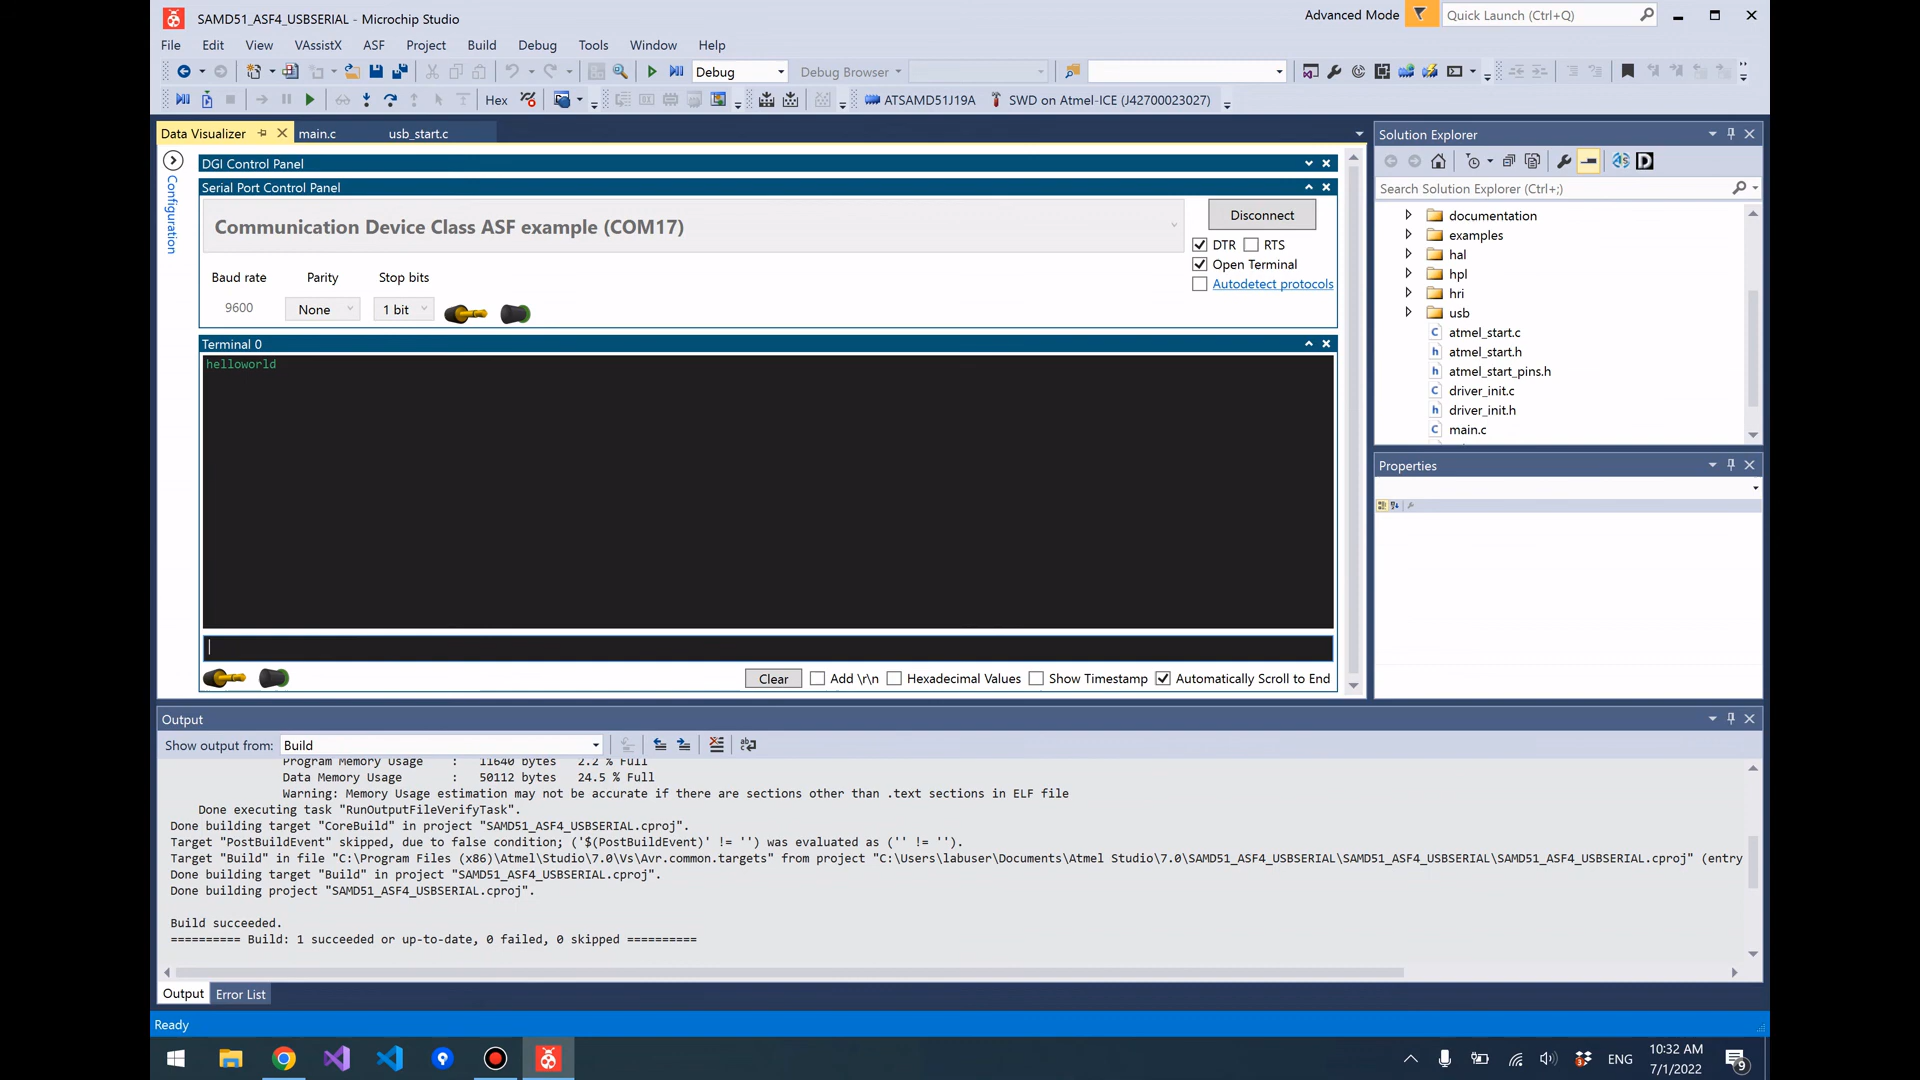 SAMD51_ASF4_USBSERIAL - Microchip Studio
Advanced Mode
Quick Launch (Ctrl+Q)
File Edit View VAssistX ASF Project Build Debug Tools Window Help
Debug
Debug Browser
Hex
ATSAMD51J19A
SWD on Atmel-ICE (J42700023027)
Data Visualizer
main.c
usb_start.c
Configuration
DGI Control Panel
Serial Port Control Panel
Communication Device Class ASF example (COM17)
Disconnect
DTR RTS
Open Terminal
Autodetect protocols
Baud rate Parity Stop bits
9600 None 1 bit
Terminal 0
helloworld
Clear Add \r\n Hexadecimal Values Show Timestamp Automatically Scroll to End
Solution Explorer
Search Solution Explorer (Ctrl+;)
documentation
examples
hal
hpl
hri
usb
atmel_start.c
atmel_start.h
atmel_start_pins.h
driver_init.c
driver_init.h
main.c
Properties
Output
Show output from: Build
Program Memory Usage : 11640 bytes 2.2 % Full
Data Memory Usage : 50112 bytes 24.5 % Full
Warning: Memory Usage estimation may not be accurate if there are sections other than .text sections in ELF file
Done executing task "RunOutputFileVerifyTask".
Done building target "CoreBuild" in project "SAMD51_ASF4_USBSERIAL.cproj".
Target "PostBuildEvent" skipped, due to false condition; ('$(PostBuildEvent)' != '') was evaluated as ('' != '').
Target "Build" in file "C:\Program Files (x86)\Atmel\Studio\7.0\Vs\Avr.common.targets" from project "C:\Users\labuser\Documents\Atmel Studio\7.0\SAMD51_ASF4_USBSERIAL\SAMD51_ASF4_USBSERIAL\SAMD51_ASF4_USBSERIAL.cproj" (entry
Done building target "Build" in project "SAMD51_ASF4_USBSERIAL.cproj".
Done building project "SAMD51_ASF4_USBSERIAL.cproj".
Build succeeded.
========== Build: 1 succeeded or up-to-date, 0 failed, 0 skipped ==========
Output
Error List
Ready
ENG
10:32 AM
7/1/2022
9